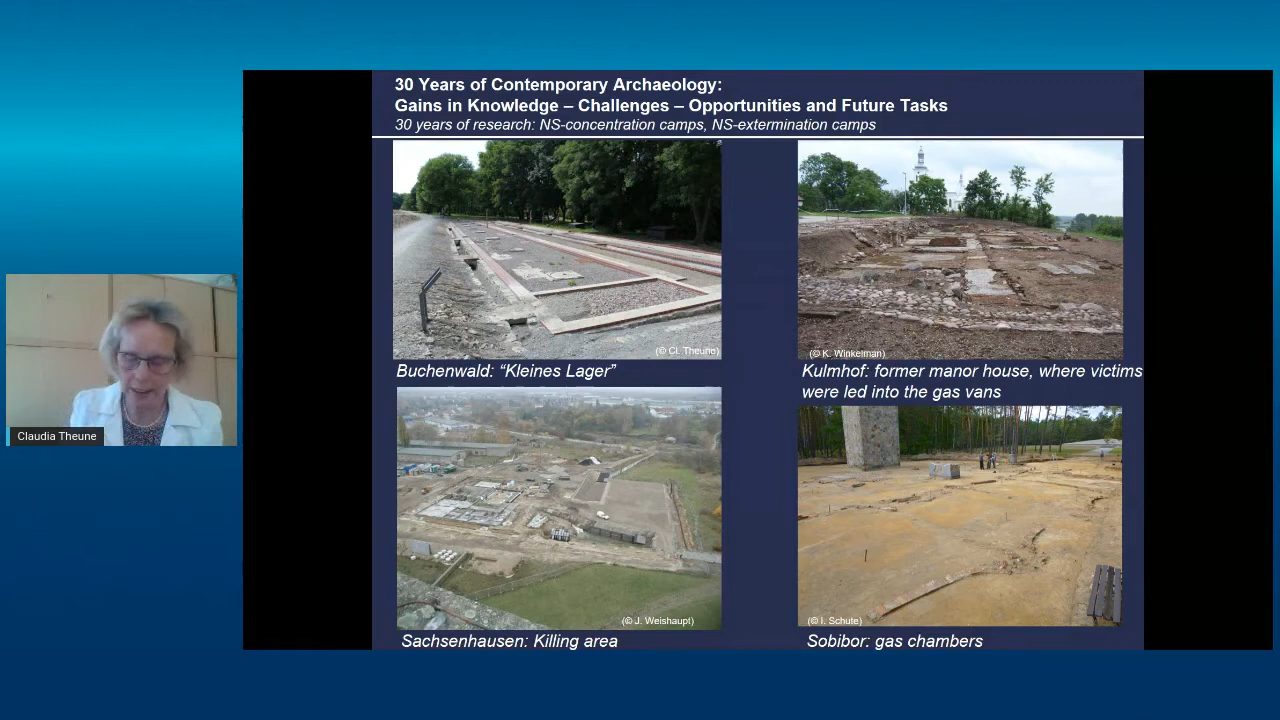 30 Years of Contemporary Archaeology:
Gains in Knowledge – Challenges – Opportunities and Future Tasks
30 years of research: NS-concentration camps, NS-extermination camps
(© Cl. Theune)
Buchenwald: “Kleines Lager”
(© K. Winkelman)
Kulmhof: former manor house, where victims
were led into the gas vans
Claudia Theune
(© J. Weishaupt)
Sachsenhausen: Killing area
(© I. Schute)
Sobibor: gas chambers